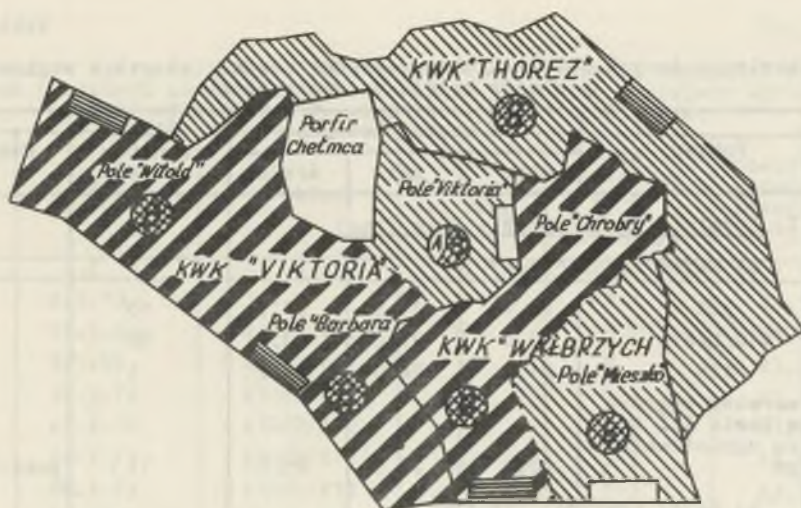 KWK "THOREZ"
Porfir
Chełmca
Pole "Witold"
Pole "Viktoria"
Pole "Chrobry"
A
KWK "VIKTORIA"
Pole "Barbara"
KWK "WAŁBRZYCH"
Pole "Mieszko"